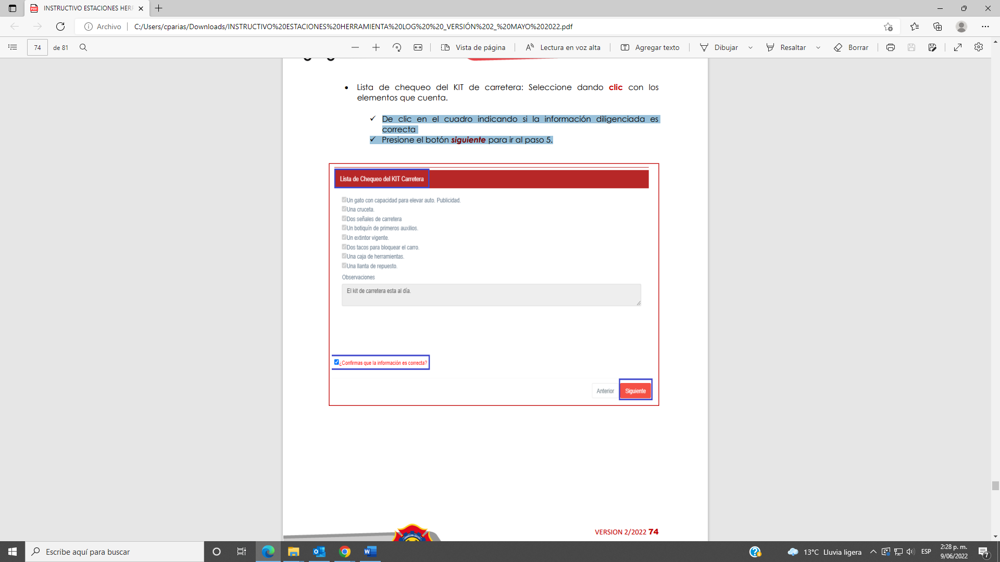 INSTRUCTIVO ESTACIONES HER
Archivo
C:/Users/cparias/Downloads/INSTRUCTIVO%20ESTACIONES%20HERRAMIENTA%20LOG%20%20_VERSIÓN%202_%20MAYO%202022.pdf
74 de 81
Vista de página
Lectura en voz alta
Agregar texto
Dibujar
Resaltar
Borrar
• Lista de chequeo del KIT de carretera: Seleccione dando clic con los
elementos que cuenta.
✓ De clic en el cuadro indicando si la información diligenciada es
correcta
✓ Presione el botón siguiente para ir al paso 5.
Lista de Chequeo del KIT Carretera
Un gato con capacidad para elevar auto. Publicidad.
Una cruceta.
Dos señales de carretera
Un botiquín de primeros auxilios.
Un extintor vigente.
Dos tacos para bloquear el carro.
Una caja de herramientas.
Una llanta de repuesto.
Observaciones
El kit de carretera esta al día.
¿Confirmas que la información es correcta?
Anterior Siguiente
VERSION 2/2022 74
Escribe aquí para buscar
13°C Lluvia ligera
ESP
2:28 p. m.
9/06/2022
7